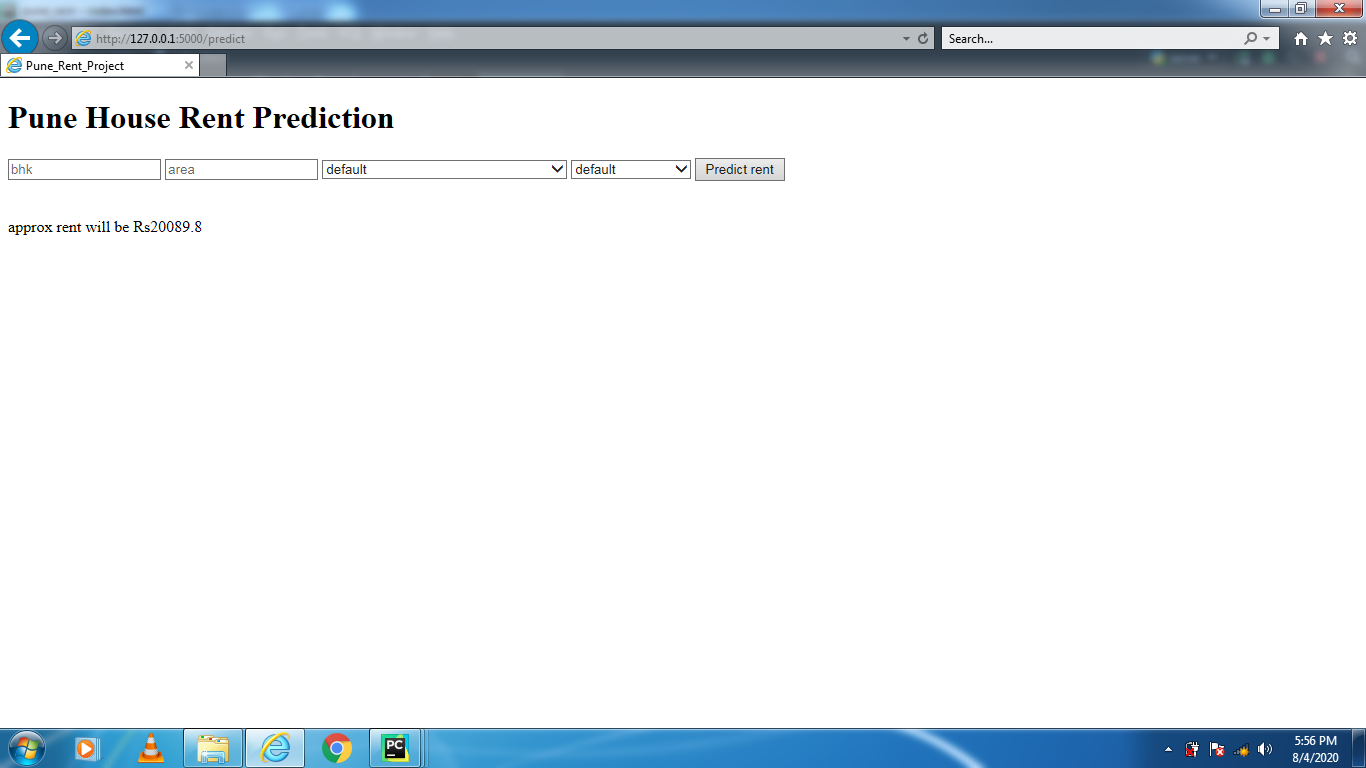 http://127.0.0.1:5000/predict
Search...
Pune_Rent_Project
Pune House Rent Prediction
bhk area default default Predict rent
approx rent will be Rs20089.8
PC
5:56 PM
8/4/2020